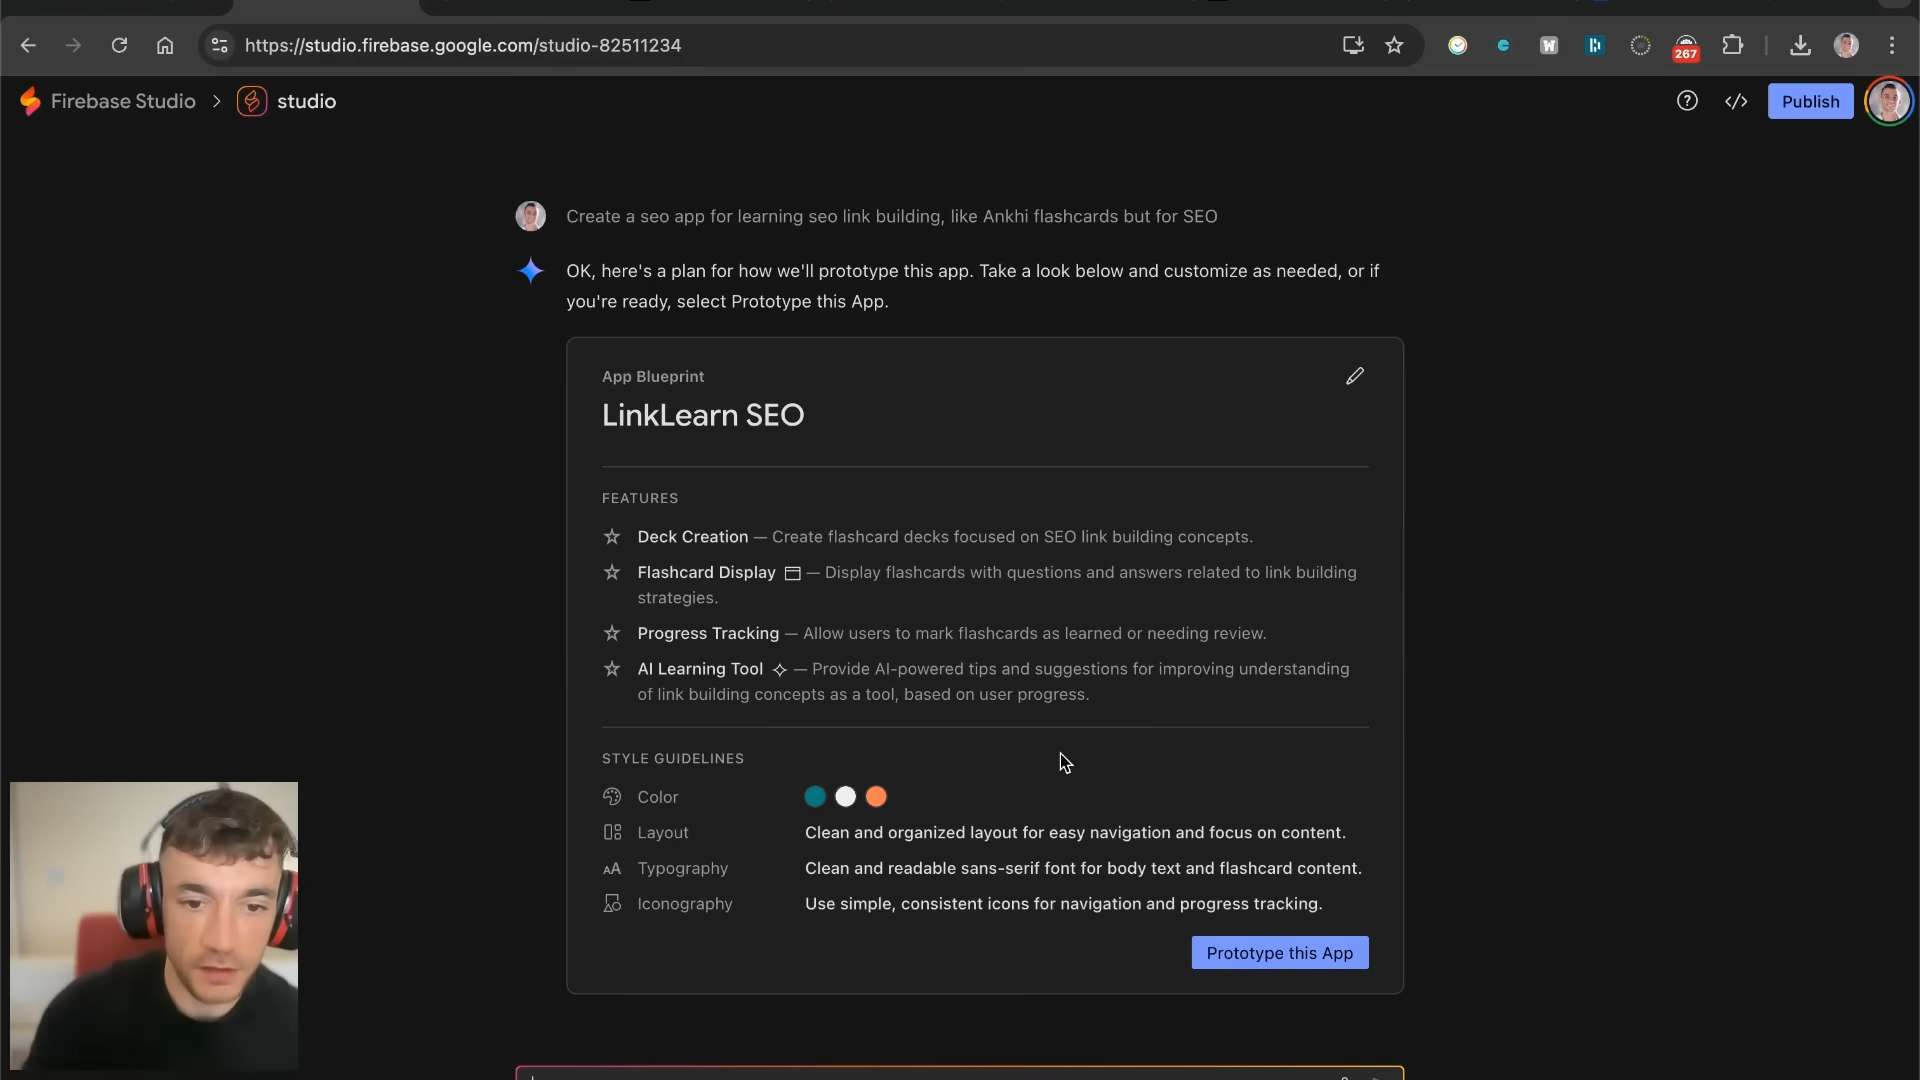 https://studio.firebase.google.com/studio-82511234
W
267
Firebase Studio > studio
Publish
Create a seo app for learning seo link building, like Ankhi flashcards but for SEO
OK, here's a plan for how we'll prototype this app. Take a look below and customize as needed, or if
you're ready, select Prototype this App.
App Blueprint
LinkLearn SEO
FEATURES
Deck Creation — Create flashcard decks focused on SEO link building concepts.
Flashcard Display — Display flashcards with questions and answers related to link building
strategies.
Progress Tracking — Allow users to mark flashcards as learned or needing review.
AI Learning Tool — Provide AI-powered tips and suggestions for improving understanding
of link building concepts as a tool, based on user progress.
STYLE GUIDELINES
Color
Layout Clean and organized layout for easy navigation and focus on content.
Typography Clean and readable sans-serif font for body text and flashcard content.
Iconography Use simple, consistent icons for navigation and progress tracking.
Prototype this App